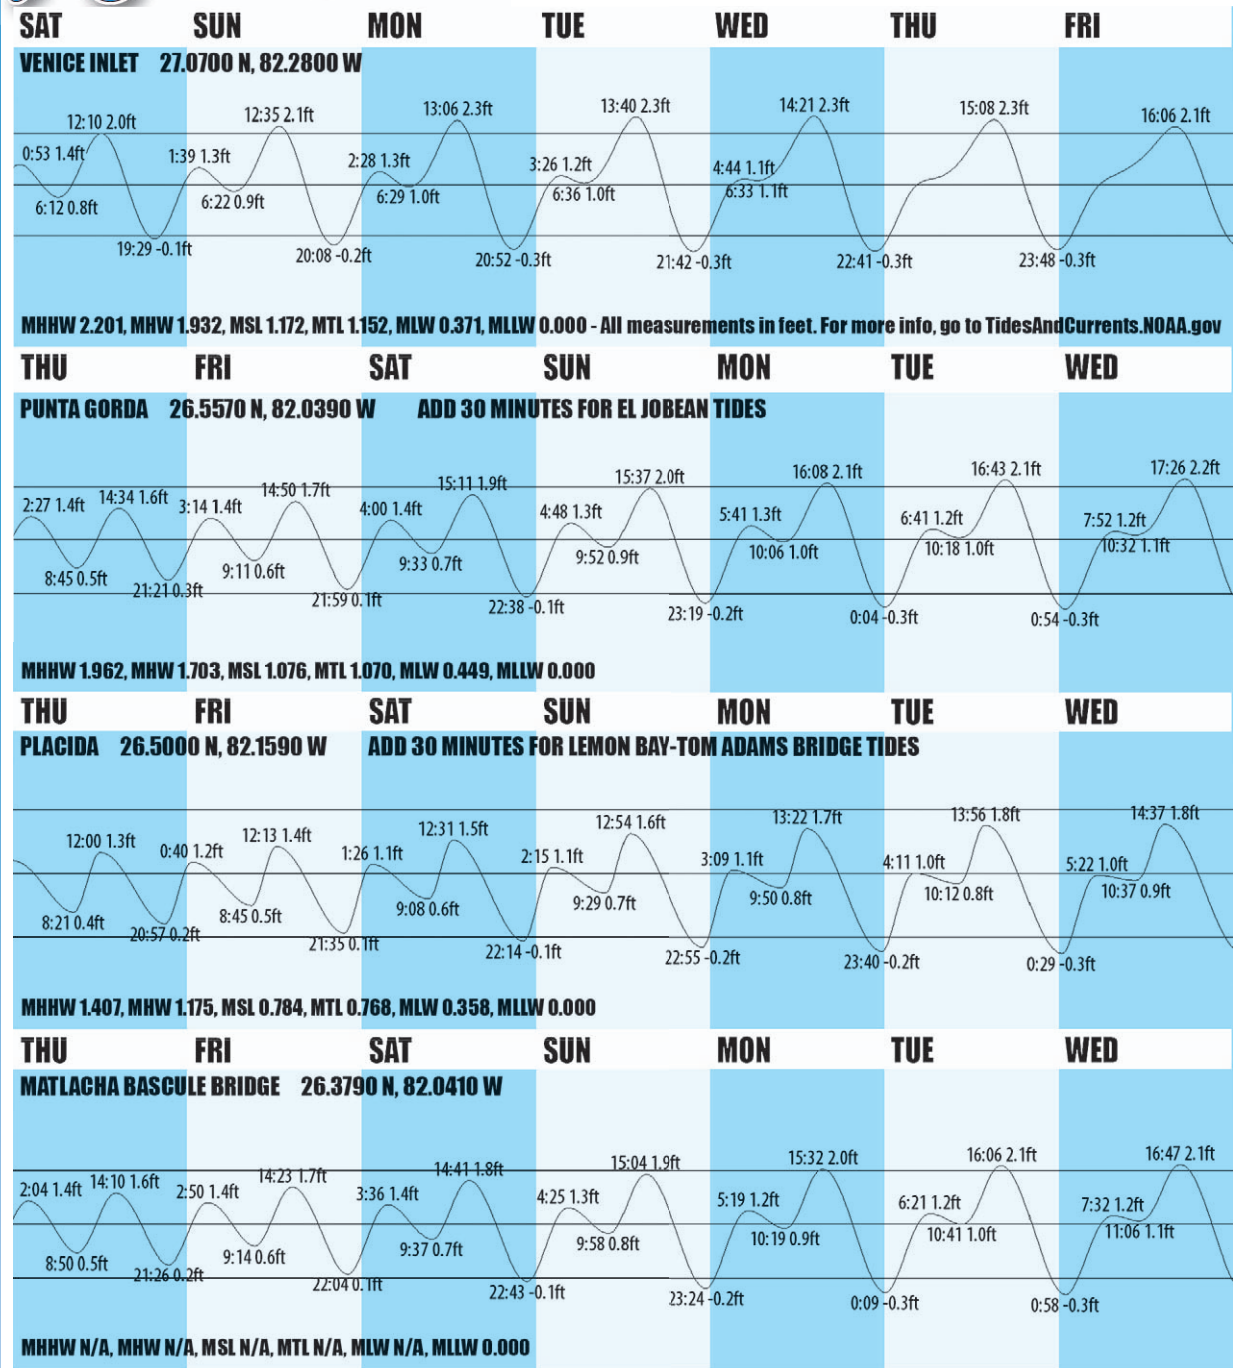 SAT SUN MON TUE WED THU FRI
VENICE INLET 27.0700 N, 82.2800 W
12:10 2.0ft 12:35 2.1ft 13:06 2.3ft 13:40 2.3ft 14:21 2.3ft 15:08 2.3ft 16:06 2.1ft
0:53 1.4ft 1:39 1.3ft 2:28 1.3ft 3:26 1.2ft 4:44 1.1ft
6:12 0.8ft 6:22 0.9ft 6:29 1.0ft 6:36 1.0ft 6:33 1.1ft
19:29 -0.1ft 20:08 -0.2ft 20:52 -0.3ft 21:42 -0.3ft 22:41 -0.3ft 23:48 -0.3ft
MHHW 2.201, MHW 1.932, MSL 1.172, MTL 1.152, MLW 0.371, MLLW 0.000 - All measurements in feet. For more info, go to TidesAndCurrents.NOAA.gov
THU FRI SAT SUN MON TUE WED
PUNTA GORDA 26.5570 N, 82.0390 W ADD 30 MINUTES FOR EL JOBEAN TIDES
2:27 1.4ft 14:34 1.6ft 3:14 1.4ft 14:50 1.7ft 4:00 1.4ft 15:11 1.9ft 4:48 1.3ft 15:37 2.0ft 5:41 1.3ft 16:08 2.1ft 6:41 1.2ft 16:43 2.1ft 7:52 1.2ft 17:26 2.2ft
8:45 0.5ft 9:11 0.6ft 9:33 0.7ft 9:52 0.9ft 10:06 1.0ft 10:18 1.0ft 10:32 1.1ft
21:21 0.3ft 21:59 0.1ft 22:38 -0.1ft 23:19 -0.2ft 0:04 -0.3ft 0:54 -0.3ft
MHHW 1.962, MHW 1.703, MSL 1.076, MTL 1.070, MLW 0.449, MLLW 0.000
THU FRI SAT SUN MON TUE WED
PLACIDA 26.5000 N, 82.1590 W ADD 30 MINUTES FOR LEMON BAY-TOM ADAMS BRIDGE TIDES
12:00 1.3ft 0:40 1.2ft 12:13 1.4ft 1:26 1.1ft 12:31 1.5ft 2:15 1.1ft 12:54 1.6ft 3:09 1.1ft 13:22 1.7ft 4:11 1.0ft 13:56 1.8ft 5:22 1.0ft 14:37 1.8ft
8:21 0.4ft 8:45 0.5ft 9:08 0.6ft 9:29 0.7ft 9:50 0.8ft 10:12 0.8ft 10:37 0.9ft
20:57 0.2ft 21:35 0.1ft 22:14 -0.1ft 22:55 -0.2ft 23:40 -0.2ft 0:29 -0.3ft
MHHW 1.407, MHW 1.175, MSL 0.784, MTL 0.768, MLW 0.358, MLLW 0.000
THU FRI SAT SUN MON TUE WED
MATLACHA BASCULE BRIDGE 26.3790 N, 82.0410 W
2:04 1.4ft 14:10 1.6ft 2:50 1.4ft 14:23 1.7ft 3:36 1.4ft 14:41 1.8ft 4:25 1.3ft 15:04 1.9ft 5:19 1.2ft 15:32 2.0ft 6:21 1.2ft 16:06 2.1ft 7:32 1.2ft 16:47 2.1ft
8:50 0.5ft 9:14 0.6ft 9:37 0.7ft 9:58 0.8ft 10:19 0.9ft 10:41 1.0ft 11:06 1.1ft
21:26 0.2ft 22:04 0.1ft 22:43 -0.1ft 23:24 -0.2ft 0:09 -0.3ft 0:58 -0.3ft
MHHW N/A, MHW N/A, MSL N/A, MTL N/A, MLW N/A, MLLW 0.000